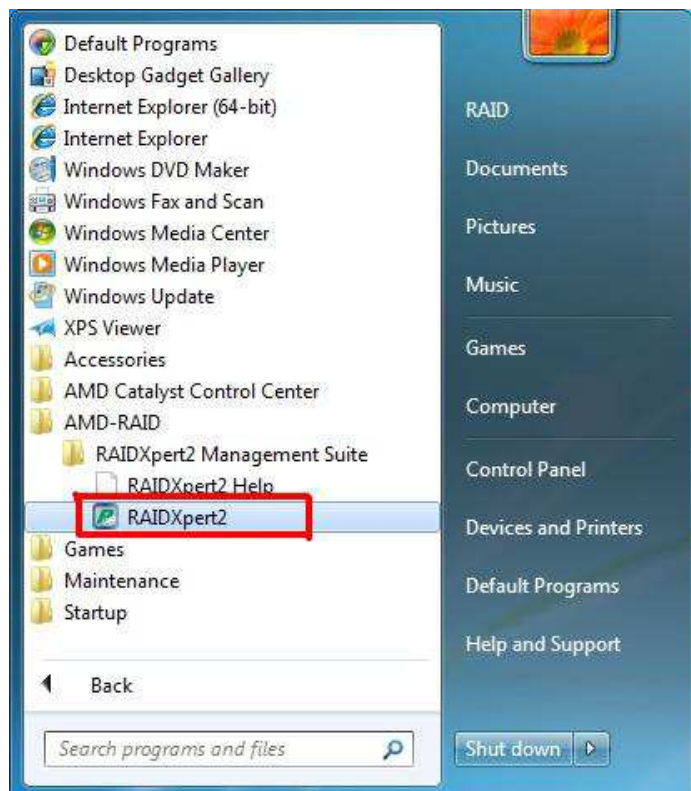 Default Programs
Desktop Gadget Gallery
Internet Explorer (64-bit)
Internet Explorer
Windows DVD Maker
Windows Fax and Scan
Windows Media Center
Windows Media Player
Windows Update
XPS Viewer
Accessories
AMD Catalyst Control Center
AMD-RAID
RAIDXpert2 Management Suite
RAIDXpert2 Help
RAIDXpert2
Games
Maintenance
Startup
Back
Search programs and files
RAID
Documents
Pictures
Music
Games
Computer
Control Panel
Devices and Printers
Default Programs
Help and Support
Shut down